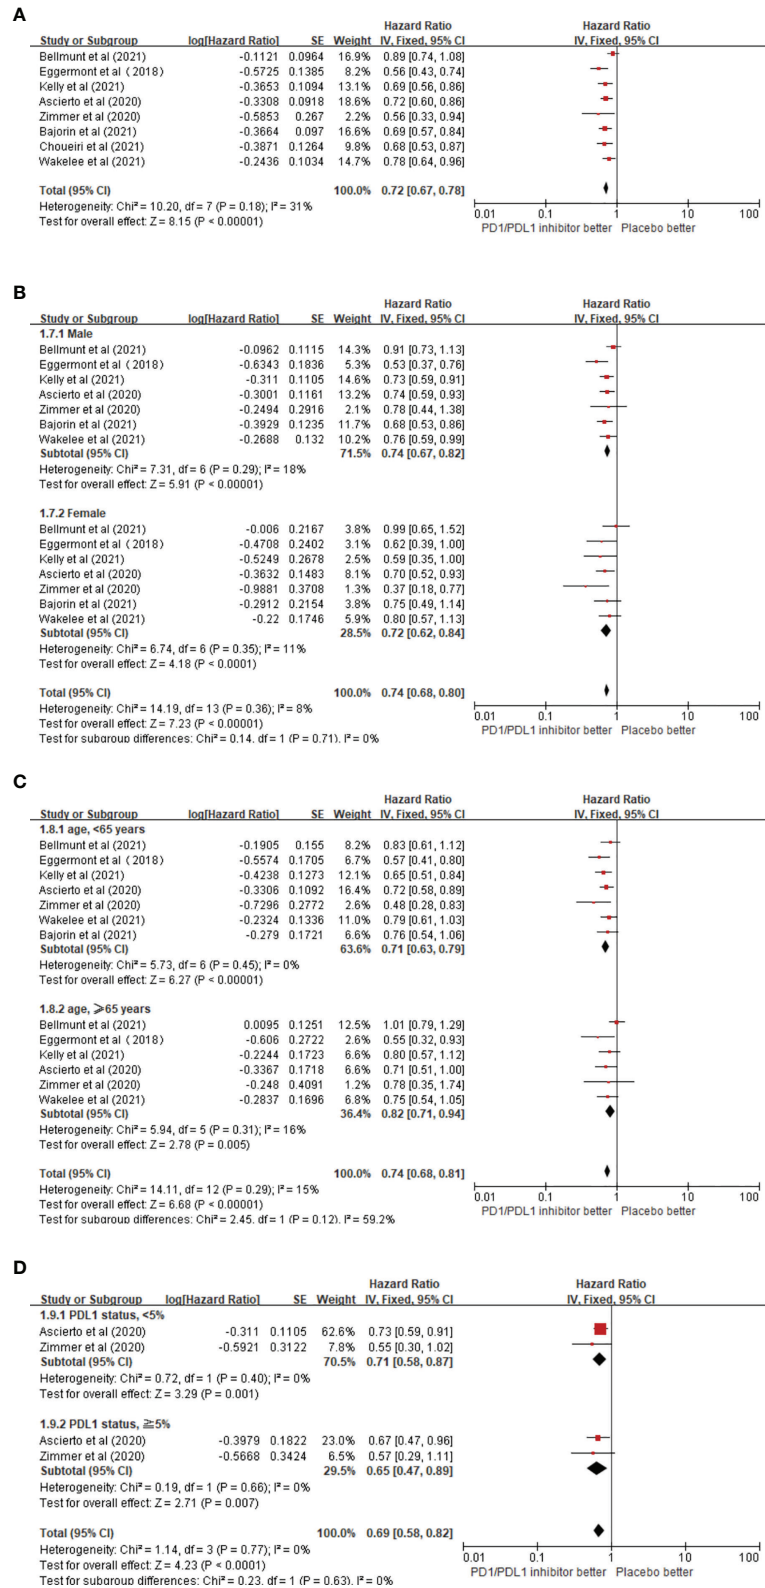 A
Hazard Ratio Hazard Ratio
Study or Subgroup log[Hazard Ratio] SE Weight IV, Fixed, 95% CI IV, Fixed, 95% CI
Bellmunt et al (2021) -0.1121 0.0964 16.9% 0.89 [0.74, 1.08]
Eggermont et al (2018) -0.5725 0.1385 8.2% 0.56 [0.43, 0.74]
Kelly et al (2021) -0.3653 0.1094 13.1% 0.69 [0.56, 0.86]
Ascierto et al (2020) -0.3308 0.0918 18.6% 0.72 [0.60, 0.86]
Zimmer et al (2020) -0.5853 0.267 2.2% 0.56 [0.33, 0.94]
Bajorin et al (2021) -0.3664 0.097 16.6% 0.69 [0.57, 0.84]
Choueiri et al (2021) -0.3871 0.1264 9.8% 0.68 [0.53, 0.87]
Wakelee et al (2021) -0.2436 0.1034 14.7% 0.78 [0.64, 0.96]
Total (95% CI) 100.0% 0.72 [0.67, 0.78]
Heterogeneity: Chi² = 10.20, df = 7 (P = 0.18); I² = 31%
Test for overall effect: Z = 8.15 (P < 0.00001)
0.01 0.1 1 10 100
PD1/PDL1 inhibitor better Placebo better
B
Hazard Ratio Hazard Ratio
Study or Subgroup log[Hazard Ratio] SE Weight IV, Fixed, 95% CI IV, Fixed, 95% CI
1.7.1 Male
Bellmunt et al (2021) -0.0962 0.1115 14.3% 0.91 [0.73, 1.13]
Eggermont et al (2018) -0.6343 0.1836 5.3% 0.53 [0.37, 0.76]
Kelly et al (2021) -0.311 0.1105 14.6% 0.73 [0.59, 0.91]
Ascierto et al (2020) -0.3001 0.1161 13.2% 0.74 [0.59, 0.93]
Zimmer et al (2020) -0.2494 0.2916 2.1% 0.78 [0.44, 1.38]
Bajorin et al (2021) -0.3929 0.1235 11.7% 0.68 [0.53, 0.86]
Wakelee et al (2021) -0.2688 0.132 10.2% 0.76 [0.59, 0.99]
Subtotal (95% CI) 71.5% 0.74 [0.67, 0.82]
Heterogeneity: Chi² = 7.31, df = 6 (P = 0.29); I² = 18%
Test for overall effect: Z = 5.91 (P < 0.00001)
1.7.2 Female
Bellmunt et al (2021) -0.006 0.2167 3.8% 0.99 [0.65, 1.52]
Eggermont et al (2018) -0.4708 0.2402 3.1% 0.62 [0.39, 1.00]
Kelly et al (2021) -0.5249 0.2678 2.5% 0.59 [0.35, 1.00]
Ascierto et al (2020) -0.3632 0.1483 8.1% 0.70 [0.52, 0.93]
Zimmer et al (2020) -0.9881 0.3708 1.3% 0.37 [0.18, 0.77]
Bajorin et al (2021) -0.2912 0.2154 3.8% 0.75 [0.49, 1.14]
Wakelee et al (2021) -0.22 0.1746 5.9% 0.80 [0.57, 1.13]
Subtotal (95% CI) 28.5% 0.72 [0.62, 0.84]
Heterogeneity: Chi² = 6.74, df = 6 (P = 0.35); I² = 11%
Test for overall effect: Z = 4.18 (P < 0.0001)
Total (95% CI) 100.0% 0.74 [0.68, 0.80]
Heterogeneity: Chi² = 14.19, df = 13 (P = 0.36); I² = 8%
Test for overall effect: Z = 7.23 (P < 0.00001)
Test for subgroup differences: Chi² = 0.14, df = 1 (P = 0.71), I² = 0%
0.01 0.1 1 10 100
PD1/PDL1 inhibitor better Placebo better
C
Hazard Ratio Hazard Ratio
Study or Subgroup log[Hazard Ratio] SE Weight IV, Fixed, 95% CI IV, Fixed, 95% CI
1.8.1 age, <65 years
Bellmunt et al (2021) -0.1905 0.155 8.2% 0.83 [0.61, 1.12]
Eggermont et al (2018) -0.5574 0.1705 6.7% 0.57 [0.41, 0.80]
Kelly et al (2021) -0.4238 0.1273 12.1% 0.65 [0.51, 0.84]
Ascierto et al (2020) -0.3306 0.1092 16.4% 0.72 [0.58, 0.89]
Zimmer et al (2020) -0.7296 0.2772 2.6% 0.48 [0.28, 0.83]
Wakelee et al (2021) -0.2324 0.1336 11.0% 0.79 [0.61, 1.03]
Bajorin et al (2021) -0.279 0.1721 6.6% 0.76 [0.54, 1.06]
Subtotal (95% CI) 63.6% 0.71 [0.63, 0.79]
Heterogeneity: Chi² = 5.73, df = 6 (P = 0.45); I² = 0%
Test for overall effect: Z = 6.27 (P < 0.00001)
1.8.2 age, ⩾65 years
Bellmunt et al (2021) 0.0095 0.1251 12.5% 1.01 [0.79, 1.29]
Eggermont et al (2018) -0.606 0.2722 2.6% 0.55 [0.32, 0.93]
Kelly et al (2021) -0.2244 0.1723 6.6% 0.80 [0.57, 1.12]
Ascierto et al (2020) -0.3367 0.1718 6.6% 0.71 [0.51, 1.00]
Zimmer et al (2020) -0.248 0.4091 1.2% 0.78 [0.35, 1.74]
Wakelee et al (2021) -0.2837 0.1696 6.8% 0.75 [0.54, 1.05]
Subtotal (95% CI) 36.4% 0.82 [0.71, 0.94]
Heterogeneity: Chi² = 5.94, df = 5 (P = 0.31); I² = 16%
Test for overall effect: Z = 2.78 (P = 0.005)
Total (95% CI) 100.0% 0.74 [0.68, 0.81]
Heterogeneity: Chi² = 14.11, df = 12 (P = 0.29); I² = 15%
Test for overall effect: Z = 6.68 (P < 0.00001)
Test for subgroup differences: Chi² = 2.45, df = 1 (P = 0.12), I² = 59.2%
0.01 0.1 1 10 100
PD1/PDL1 inhibitor better Placebo better
D
Hazard Ratio Hazard Ratio
Study or Subgroup log[Hazard Ratio] SE Weight IV, Fixed, 95% CI IV, Fixed, 95% CI
1.9.1 PDL1 status, <5%
Ascierto et al (2020) -0.311 0.1105 62.6% 0.73 [0.59, 0.91]
Zimmer et al (2020) -0.5921 0.3122 7.8% 0.55 [0.30, 1.02]
Subtotal (95% CI) 70.5% 0.71 [0.58, 0.87]
Heterogeneity: Chi² = 0.72, df = 1 (P = 0.40); I² = 0%
Test for overall effect: Z = 3.29 (P = 0.001)
1.9.2 PDL1 status, ≧5%
Ascierto et al (2020) -0.3979 0.1822 23.0% 0.67 [0.47, 0.96]
Zimmer et al (2020) -0.5668 0.3424 6.5% 0.57 [0.29, 1.11]
Subtotal (95% CI) 29.5% 0.65 [0.47, 0.89]
Heterogeneity: Chi² = 0.19, df = 1 (P = 0.66); I² = 0%
Test for overall effect: Z = 2.71 (P = 0.007)
Total (95% CI) 100.0% 0.69 [0.58, 0.82]
Heterogeneity: Chi² = 1.14, df = 3 (P = 0.77); I² = 0%
Test for overall effect: Z = 4.23 (P < 0.0001)
Test for subgroup differences: Chi² = 0.23, df = 1 (P = 0.63), I² = 0%
0.01 0.1 1 10 100
PD1/PDL1 inhibitor better Placebo better